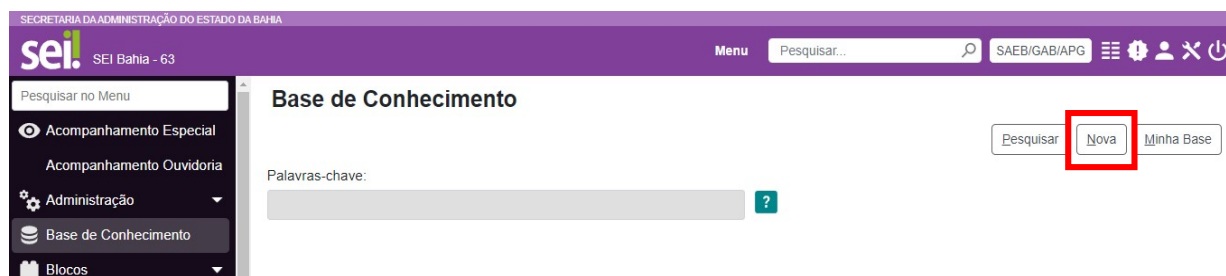 SECRETARIA DA ADMINISTRAÇÃO DO ESTADO DA BAHIA
sei! SEI Bahia - 63 Menu Pesquisar... SAEB/GAB/APG
Pesquisar no Menu
Base de Conhecimento
Acompanhamento Especial
Pesquisar Nova Minha Base
Acompanhamento Ouvidoria
Palavras-chave:
Administração
?
Base de Conhecimento
Blocos